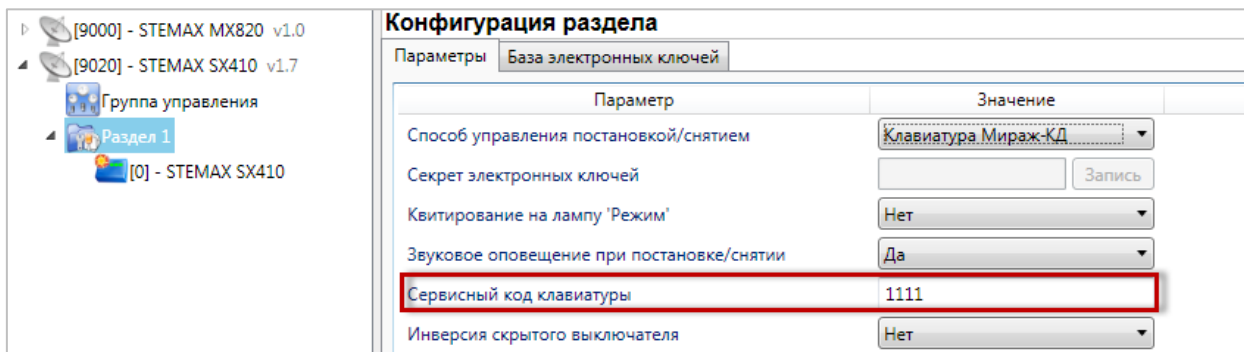 [9000] - STEMAX MX820 v1.0
[9020] - STEMAX SX410 v1.7
Группа управления
Раздел 1
[0] - STEMAX SX410
Конфигурация раздела
Параметры База электронных ключей
Параметр Значение
Способ управления постановкой/снятием Клавиатура Мираж-КД
Секрет электронных ключей Запись
Квитирование на лампу 'Режим' Нет
Звуковое оповещение при постановке/снятии Да
Сервисный код клавиатуры 1111
Инверсия скрытого выключателя Нет